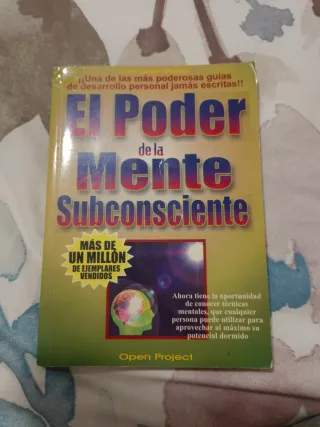 ¡¡Una de las más poderosas guías
de desarrollo personal jamás escritas!!
El Poder
de la
Mente
Subconsciente
MÁS DE
UN MILLÓN
DE EJEMPLARES
VENDIDOS
Ahora tiene la oportunidad
de conocer técnicas
mentales, que cualquier
persona puede utilizar para
aprovechar al máximo su
potencial dormido
Open Project